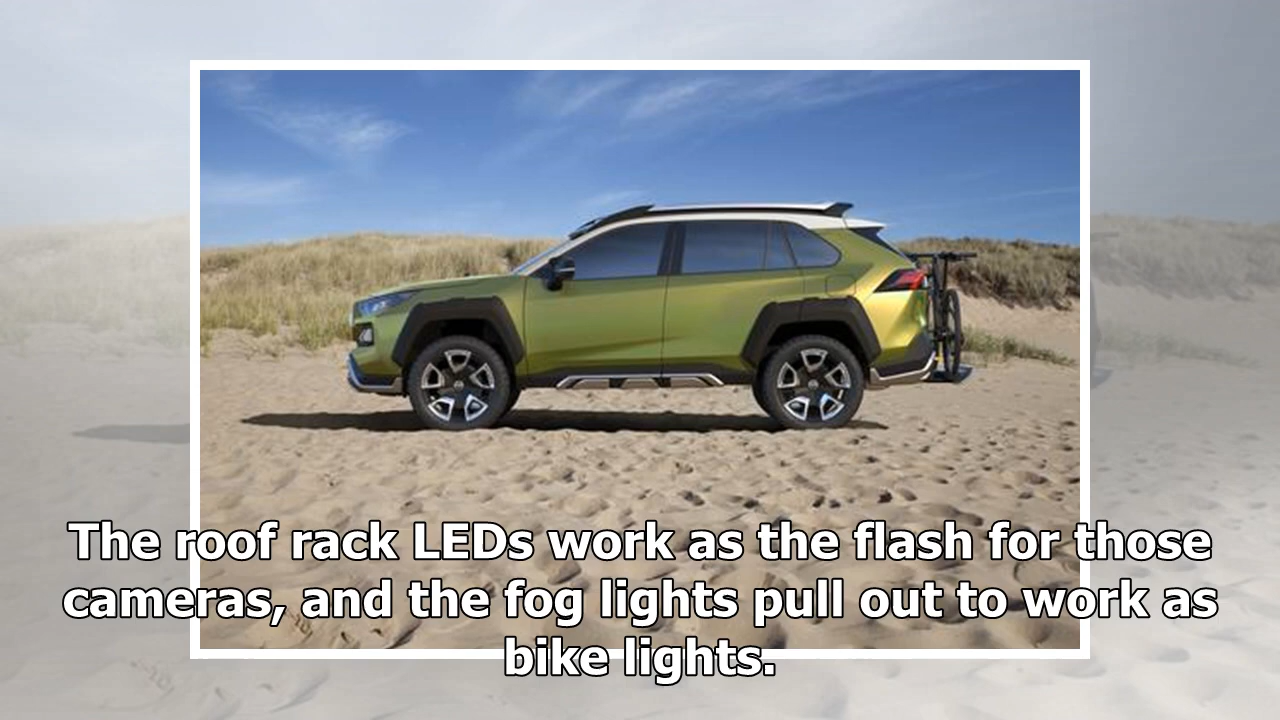 The roof rack LEDs work as the flash for those
cameras, and the fog lights pull out to work as
bike lights.